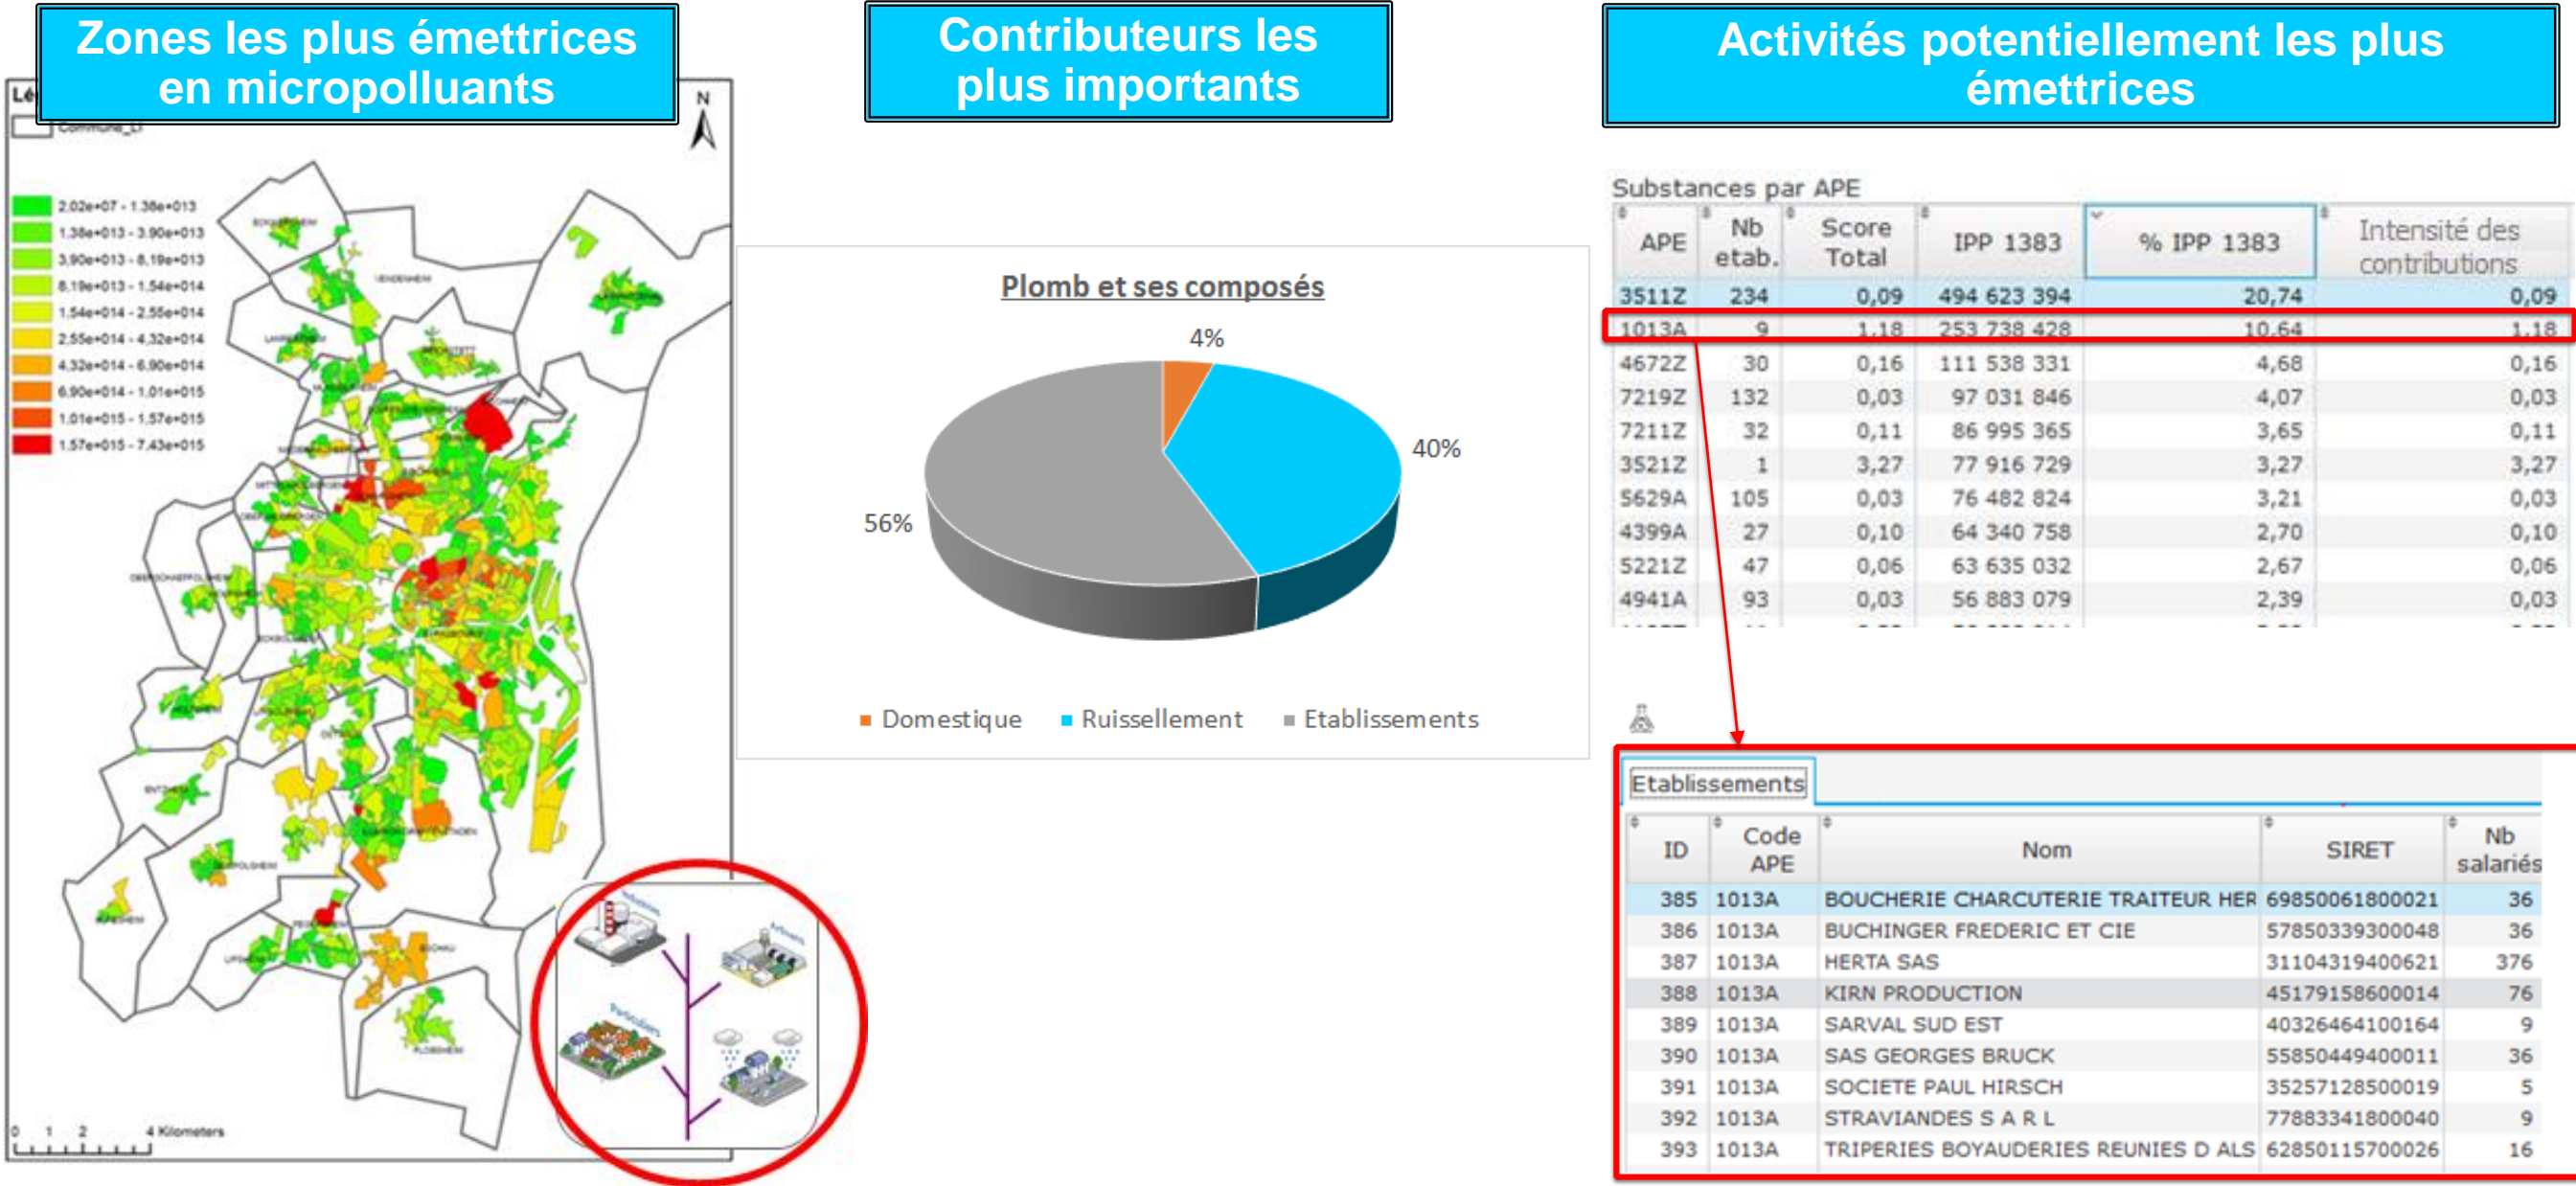 Zones les plus émettrices
en micropolluants
Contributeurs les
plus importants
Activités potentiellement les plus
émettrices
Lé
N
2.02e+07 - 1.38e+013
1.38e+013 - 3.90e+013
3,90e+013 - 8,19e+013
8,19e+013 - 1.54e+014
1.54e+014 - 2.55e+014
2.55e+014 - 4,32e+014
4.32e+014 - 6.90e+014
6.90e+014 - 1,01e+015
1.01e+015 - 1,57e+015
1.57e+015 - 7,43e+015
VENDENHEIM
0 1 2 4 Kilometers
Particuliers
Plomb et ses composés
4%
40%
56%
Domestique Ruissellement Etablissements
Substances par APE
APE Nb etab. Score Total IPP 1383 % IPP 1383 Intensité des contributions
3511Z 234 0,09 494 623 394 20,74 0,09
1013A 9 1,18 253 738 428 10,64 1,18
4672Z 30 0,16 111 538 331 4,68 0,16
7219Z 132 0,03 97 031 846 4,07 0,03
7211Z 32 0,11 86 995 365 3,65 0,11
3521Z 1 3,27 77 916 729 3,27 3,27
5629A 105 0,03 76 482 824 3,21 0,03
4399A 27 0,10 64 340 758 2,70 0,10
5221Z 47 0,06 63 635 032 2,67 0,06
4941A 93 0,03 56 883 079 2,39 0,03
Etablissements
ID Code APE Nom SIRET Nb salariés
385 1013A BOUCHERIE CHARCUTERIE TRAITEUR HER 69850061800021 36
386 1013A BUCHINGER FREDERIC ET CIE 57850339300048 36
387 1013A HERTA SAS 31104319400621 376
388 1013A KIRN PRODUCTION 45179158600014 76
389 1013A SARVAL SUD EST 40326464100164 9
390 1013A SAS GEORGES BRUCK 55850449400011 36
391 1013A SOCIETE PAUL HIRSCH 35257128500019 5
392 1013A STRAVIANDES S A R L 77883341800040 9
393 1013A TRIPERIES BOYAUDERIES REUNIES D ALS 62850115700026 16